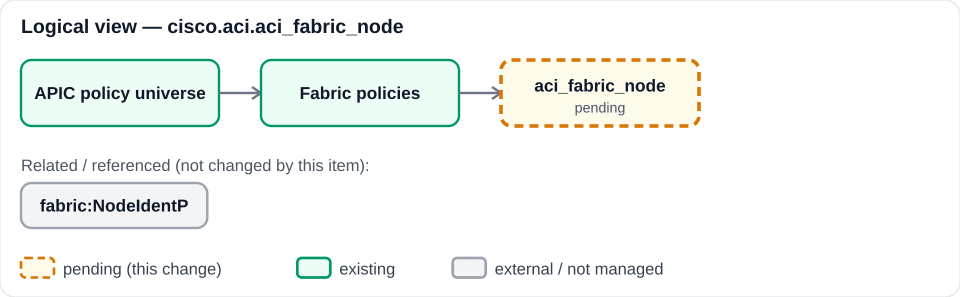 Logical view — cisco.aci.aci_fabric_node
APIC policy universe
Fabric policies
aci_fabric_node
pending
Related / referenced (not changed by this item):
fabric:NodeIdentP
pending (this change)
existing
external / not managed